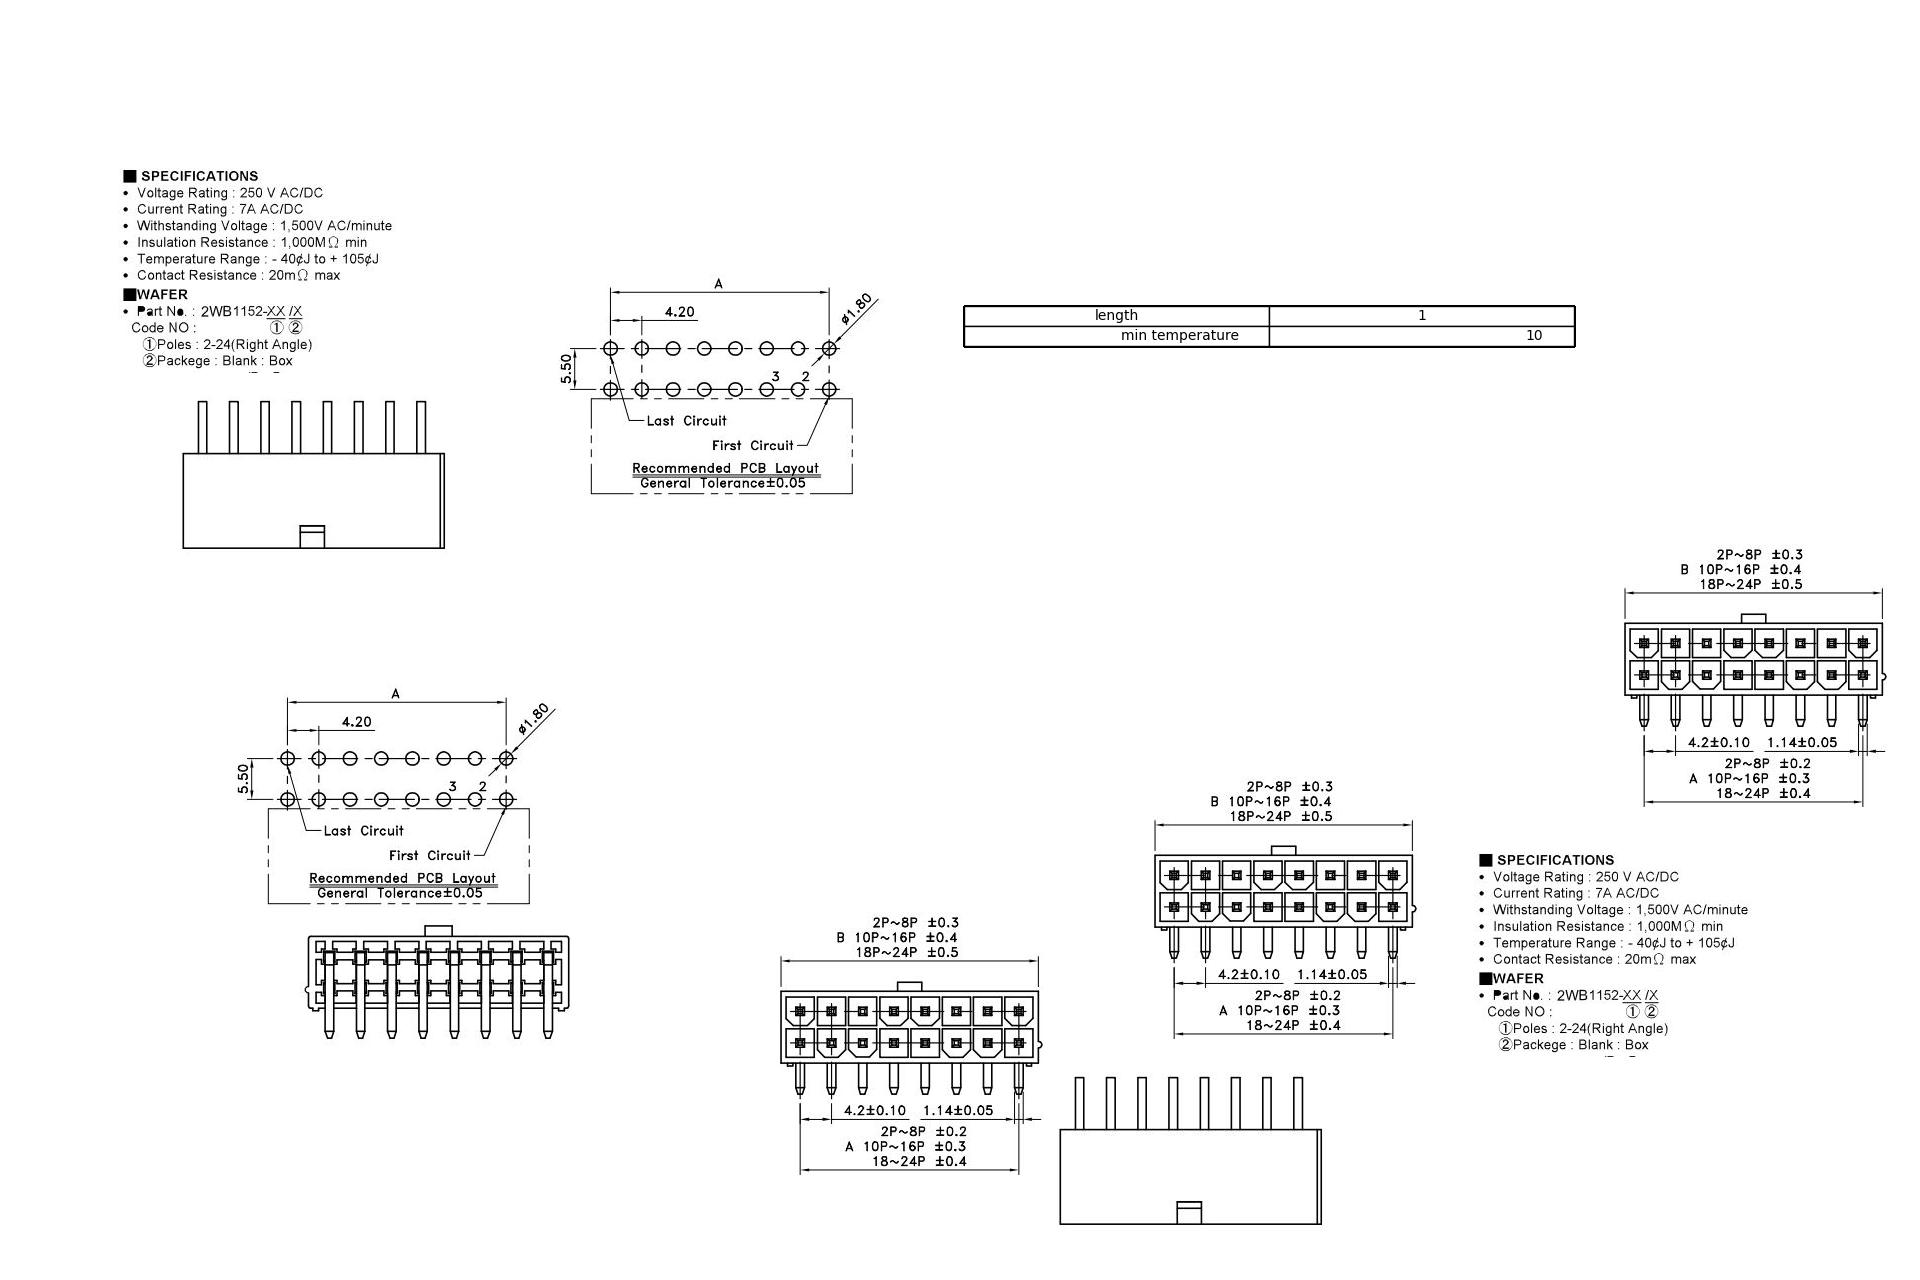 ■ SPECIFICATIONS
• Voltage Rating : 250 V AC/DC
• Current Rating : 7A AC/DC
• Withstanding Voltage : 1,500V AC/minute
• Insulation Resistance : 1,000MΩ min
• Temperature Range : - 40¢J to + 105¢J
• Contact Resistance : 20mΩ max
■WAFER
• Part No. : 2WB1152-XX /X
Code NO : ① ②
①Poles : 2-24(Right Angle)
②Packege : Blank : Box
A
4.20
ø1.80
5.50
3 2
Last Circuit
First Circuit
Recommended PCB Layout
General Tolerance±0.05
length 1
min temperature 10
2P~8P ±0.3
B 10P~16P ±0.4
18P~24P ±0.5
4.2±0.10 1.14±0.05
2P~8P ±0.2
A 10P~16P ±0.3
18~24P ±0.4
A
4.20
ø1.80
5.50
3 2
Last Circuit
First Circuit
Recommended PCB Layout
General Tolerance±0.05
2P~8P ±0.3
B 10P~16P ±0.4
18P~24P ±0.5
4.2±0.10 1.14±0.05
2P~8P ±0.2
A 10P~16P ±0.3
18~24P ±0.4
2P~8P ±0.3
B 10P~16P ±0.4
18P~24P ±0.5
4.2±0.10 1.14±0.05
2P~8P ±0.2
A 10P~16P ±0.3
18~24P ±0.4
■ SPECIFICATIONS
• Voltage Rating : 250 V AC/DC
• Current Rating : 7A AC/DC
• Withstanding Voltage : 1,500V AC/minute
• Insulation Resistance : 1,000MΩ min
• Temperature Range : - 40¢J to + 105¢J
• Contact Resistance : 20mΩ max
■WAFER
• Part No. : 2WB1152-XX /X
Code NO : ① ②
①Poles : 2-24(Right Angle)
②Packege : Blank : Box